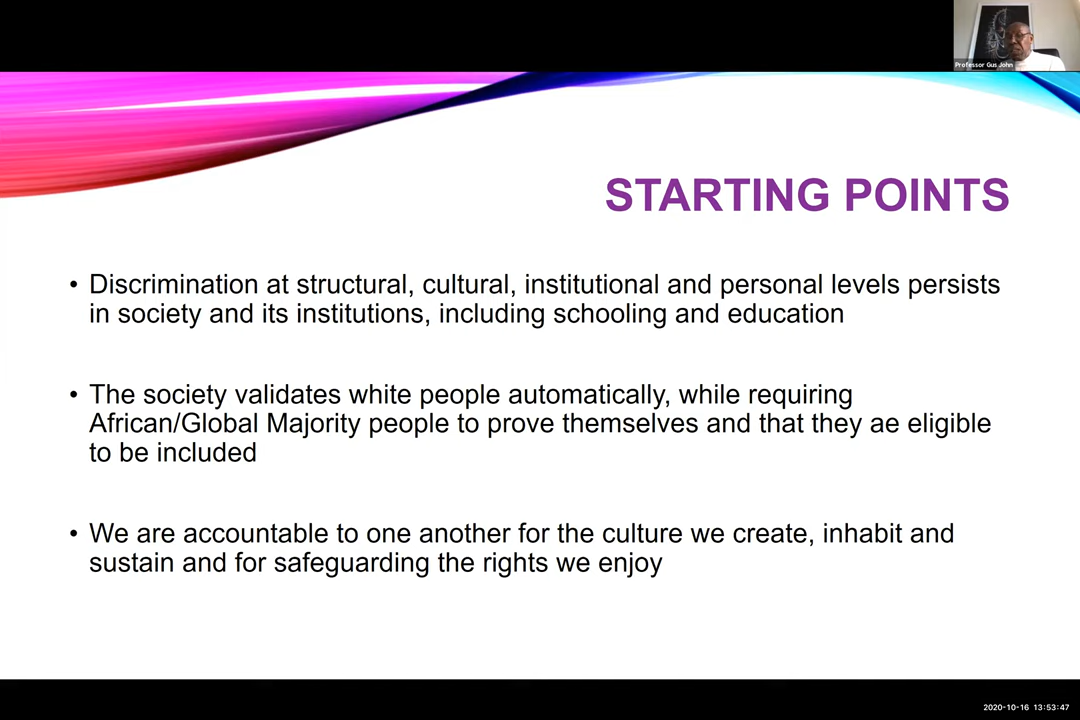 Professor Gus John
STARTING POINTS
• Discrimination at structural, cultural, institutional and personal levels persists
in society and its institutions, including schooling and education
• The society validates white people automatically, while requiring
African/Global Majority people to prove themselves and that they ae eligible
to be included
• We are accountable to one another for the culture we create, inhabit and
sustain and for safeguarding the rights we enjoy
2020-10-16 13:53:47